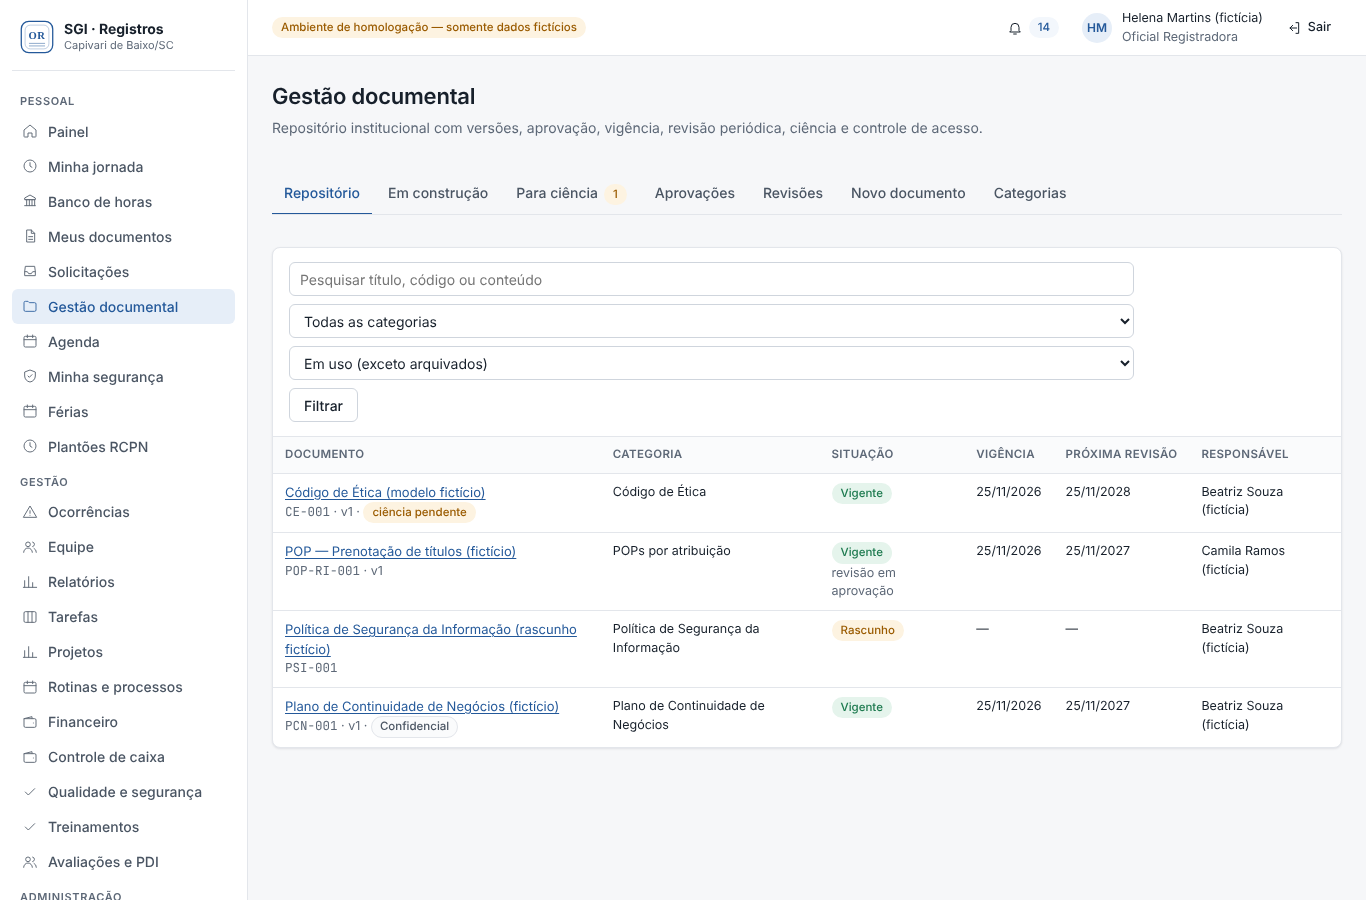 OR
SGI · Registros
Capivari de Baixo/SC
Ambiente de homologação — somente dados fictícios
14
HM
Helena Martins (fictícia)
Oficial Registradora
Sair
PESSOAL
Painel
Minha jornada
Banco de horas
Meus documentos
Solicitações
Gestão documental
Agenda
Minha segurança
Férias
Plantões RCPN
GESTÃO
Ocorrências
Equipe
Relatórios
Tarefas
Projetos
Rotinas e processos
Financeiro
Controle de caixa
Qualidade e segurança
Treinamentos
Avaliações e PDI
ADMINISTRAÇÃO
Gestão documental
Repositório institucional com versões, aprovação, vigência, revisão periódica, ciência e controle de acesso.
Repositório Em construção Para ciência 1 Aprovações Revisões Novo documento Categorias
Pesquisar título, código ou conteúdo
Todas as categorias
Em uso (exceto arquivados)
Filtrar
DOCUMENTO CATEGORIA SITUAÇÃO VIGÊNCIA PRÓXIMA REVISÃO RESPONSÁVEL
Código de Ética (modelo fictício)
CE-001 · v1 · ciência pendente
Código de Ética
Vigente
25/11/2026
25/11/2028
Beatriz Souza
(fictícia)
POP — Prenotação de títulos (fictício)
POP-RI-001 · v1
POPs por atribuição
Vigente
revisão em
aprovação
25/11/2026
25/11/2027
Camila Ramos
(fictícia)
Política de Segurança da Informação (rascunho
fictício)
PSI-001
Política de Segurança da
Informação
Rascunho
—
—
Beatriz Souza
(fictícia)
Plano de Continuidade de Negócios (fictício)
PCN-001 · v1 · Confidencial
Plano de Continuidade de
Negócios
Vigente
25/11/2026
25/11/2027
Beatriz Souza
(fictícia)